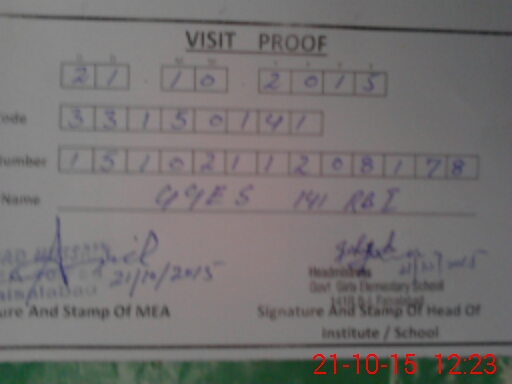 VISIT PROOF
D D M M Y Y Y Y
21 10 2015
Code 33150141
Number 151021120817 8
Name GGES 141 RBI
21/10/2015
Headmistress
Govt Girls Elementary School
Signature And Stamp Of MEA
Signature And Stamp Of Head Of
Institute / School
21-10-15 12:23